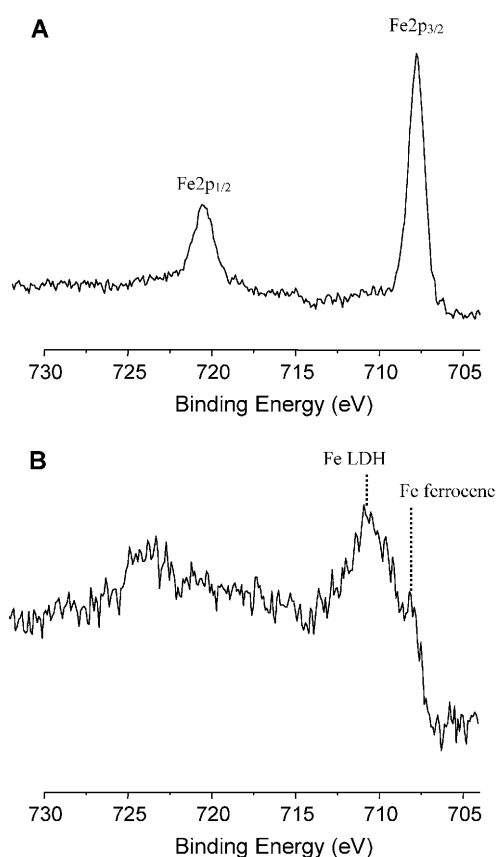 A
Fe2p3/2
Fe2p1/2
730 725 720 715 710 705
Binding Energy (eV)
B
Fe LDH
Fe ferrocene
730 725 720 715 710 705
Binding Energy (eV)